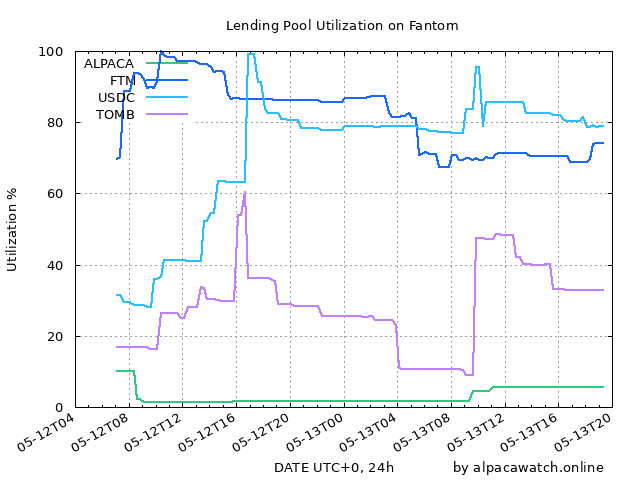 Lending Pool Utilization on Fantom
100
80
60
40
20
0
Utilization %
ALPACA
FTM
USDC
TOMB
05-12T04
05-12T08
05-12T12
05-12T16
05-12T20
05-13T00
05-13T04
05-13T08
05-13T12
05-13T16
05-13T20
DATE UTC+0, 24h
by alpacawatch.online